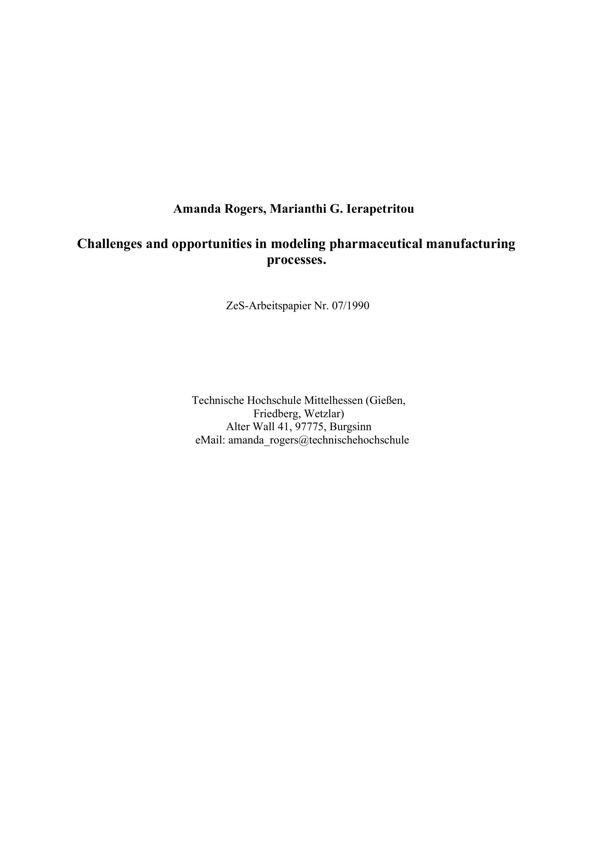 Amanda Rogers, Marianthi G. Ierapetritou
Challenges and opportunities in modeling pharmaceutical manufacturing
processes.
ZeS-Arbeitspapier Nr. 07/1990
Technische Hochschule Mittelhessen (Gießen,
Friedberg, Wetzlar)
Alter Wall 41, 97775, Burgsinn
eMail: amanda_rogers@technischehochschule